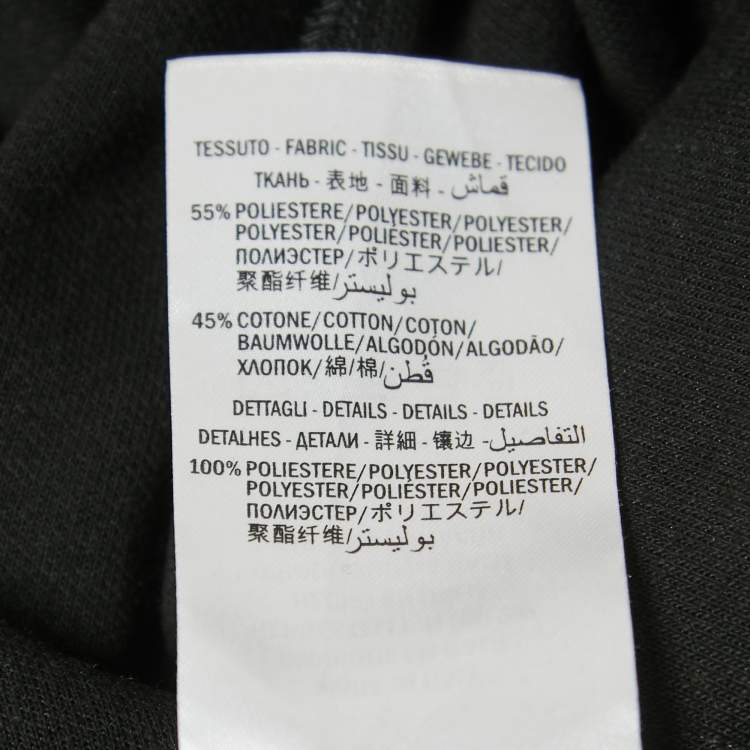 TESSUTO - FABRIC - TISSU - GEWEBE - TECIDO
ТКАНЬ - 表地 - 面料 - قماش
55% POLIESTERE/POLYESTER/POLYESTER/
POLYESTER/POLIÉSTER/POLIESTER/
ПОЛИЭСТЕР/ポリエステル/
聚酯纤维/بوليستر
45% COTONE/COTTON/COTON/
BAUMWOLLE/ALGODÓN/ALGODÃO/
ХЛОПОК/綿/棉/قُطن
DETTAGLI - DETAILS - DETAILS - DETAILS
DETALHES - ДЕТАЛИ - 詳細 - 镶边 - التفاصيل
100% POLIESTERE/POLYESTER/POLYESTER/
POLYESTER/POLIÉSTER/POLIESTER/
ПОЛИЭСТЕР/ポリエステル/
聚酯纤维/بوليستر